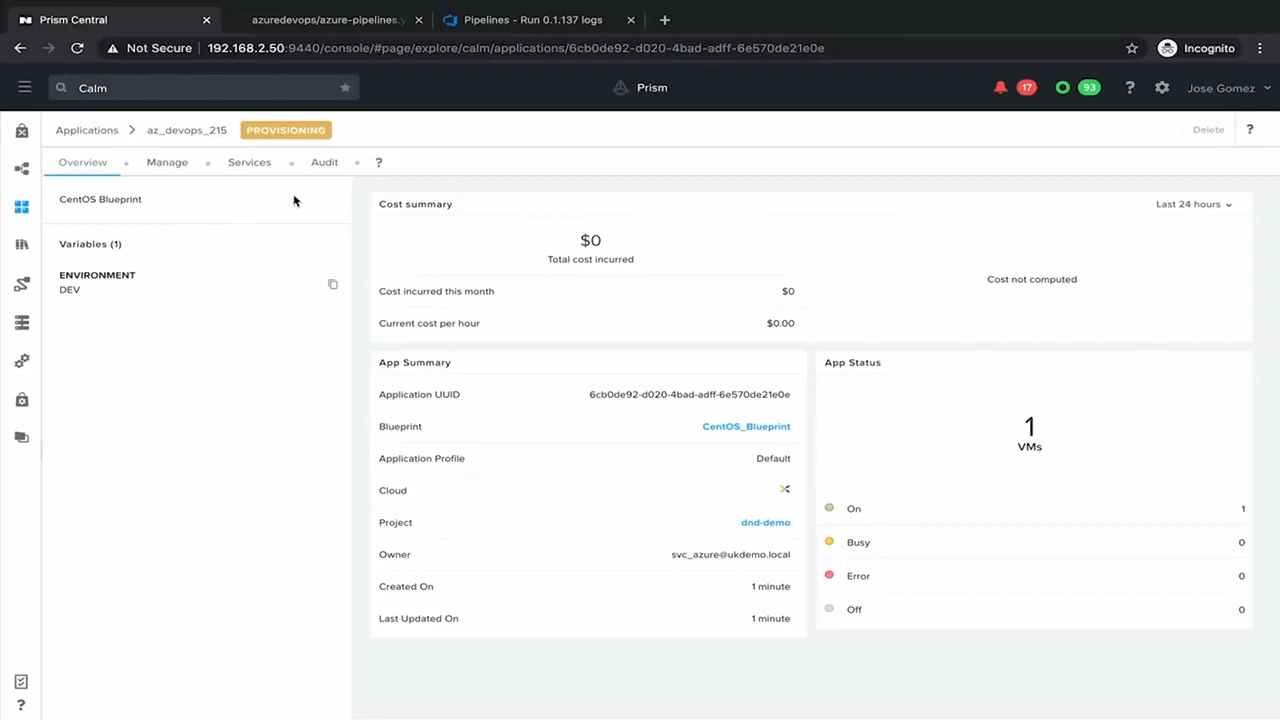 Prism Central
azuredevops/azure-pipelines.y
Pipelines - Run 0.1.137 logs
Not Secure
192.168.2.50:9440/console/#page/explore/calm/applications/6cb0de92-d020-4bad-adff-6e570de21e0e
Incognito
Calm
Prism
17
93
?
Jose Gomez
Applications
az_devops_215
PROVISIONING
Delete
?
Overview
Manage
Services
Audit
?
CentOS Blueprint
Variables (1)
ENVIRONMENT
DEV
Cost summary
Last 24 hours
$0
Total cost incurred
Cost incurred this month $0
Current cost per hour $0.00
Cost not computed
App Summary
Application UUID 6cb0de92-d020-4bad-adff-6e570de21e0e
Blueprint CentOS_Blueprint
Application Profile Default
Cloud
Project dnd-demo
Owner svc_azure@ukdemo.local
Created On 1 minute
Last Updated On 1 minute
App Status
1
VMs
On 1
Busy 0
Error 0
Off 0
?